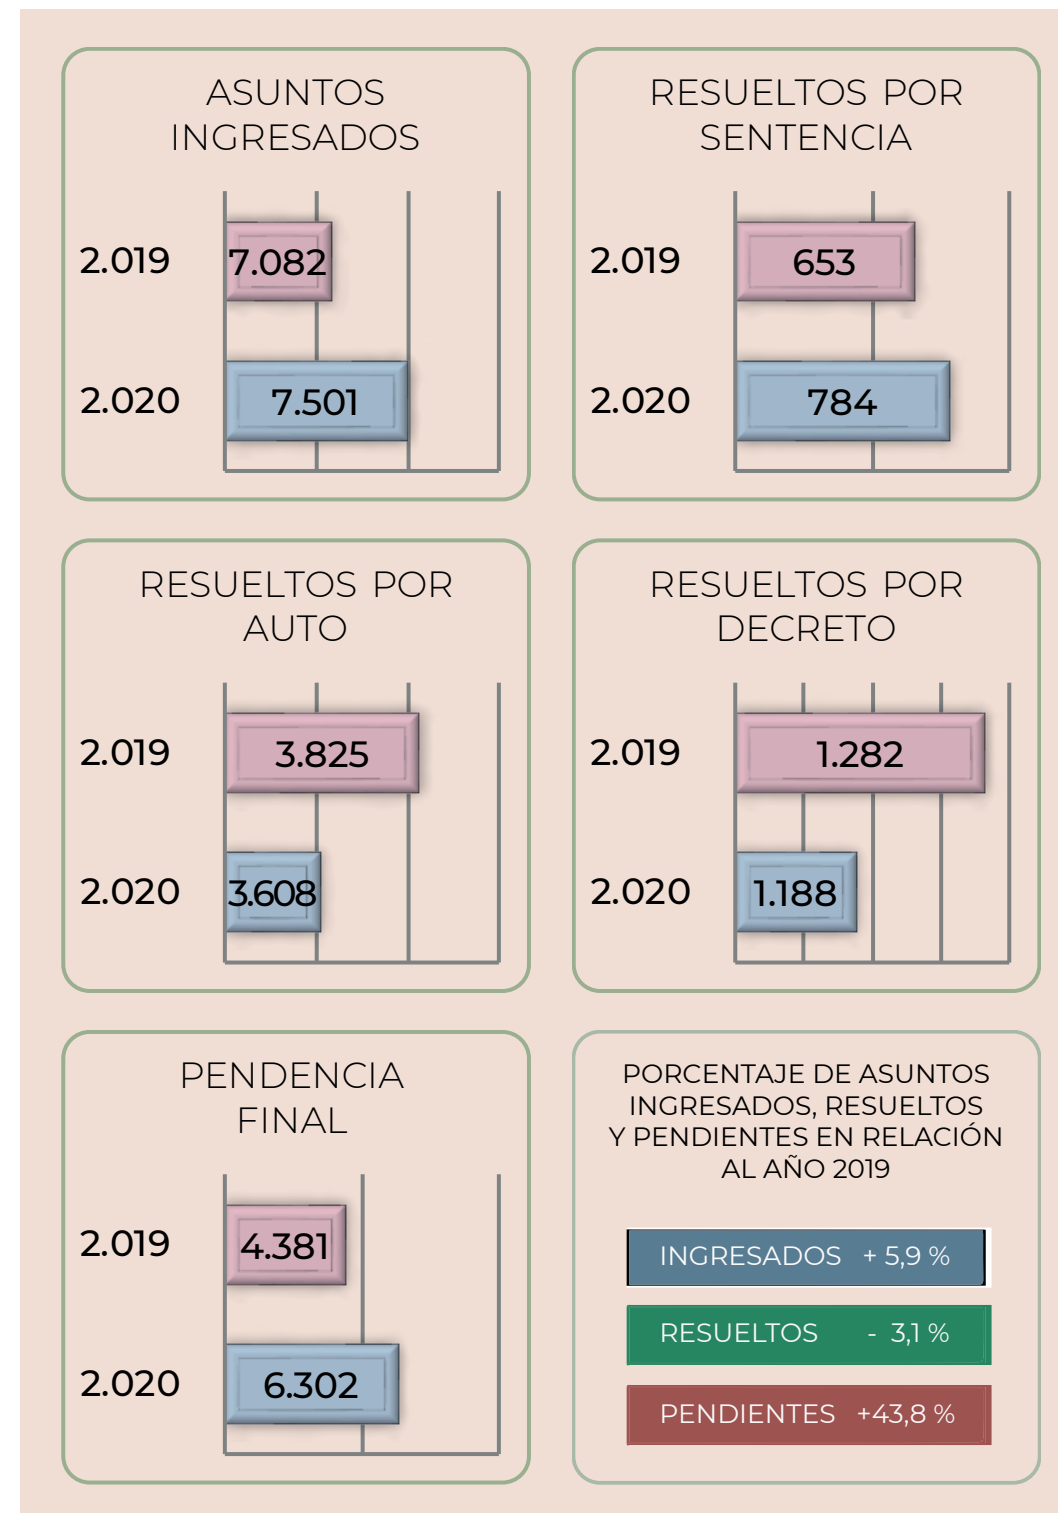 ASUNTOS
INGRESADOS
2.019
7.082
2.020
7.501
RESUELTOS POR
SENTENCIA
2.019
653
2.020
784
RESUELTOS POR
AUTO
2.019
3.825
2.020
3.608
RESUELTOS POR
DECRETO
2.019
1.282
2.020
1.188
PENDENCIA
FINAL
2.019
4.381
2.020
6.302
PORCENTAJE DE ASUNTOS
INGRESADOS, RESUELTOS
Y PENDIENTES EN RELACIÓN
AL AÑO 2019
INGRESADOS + 5,9 %
RESUELTOS - 3,1 %
PENDIENTES +43,8 %